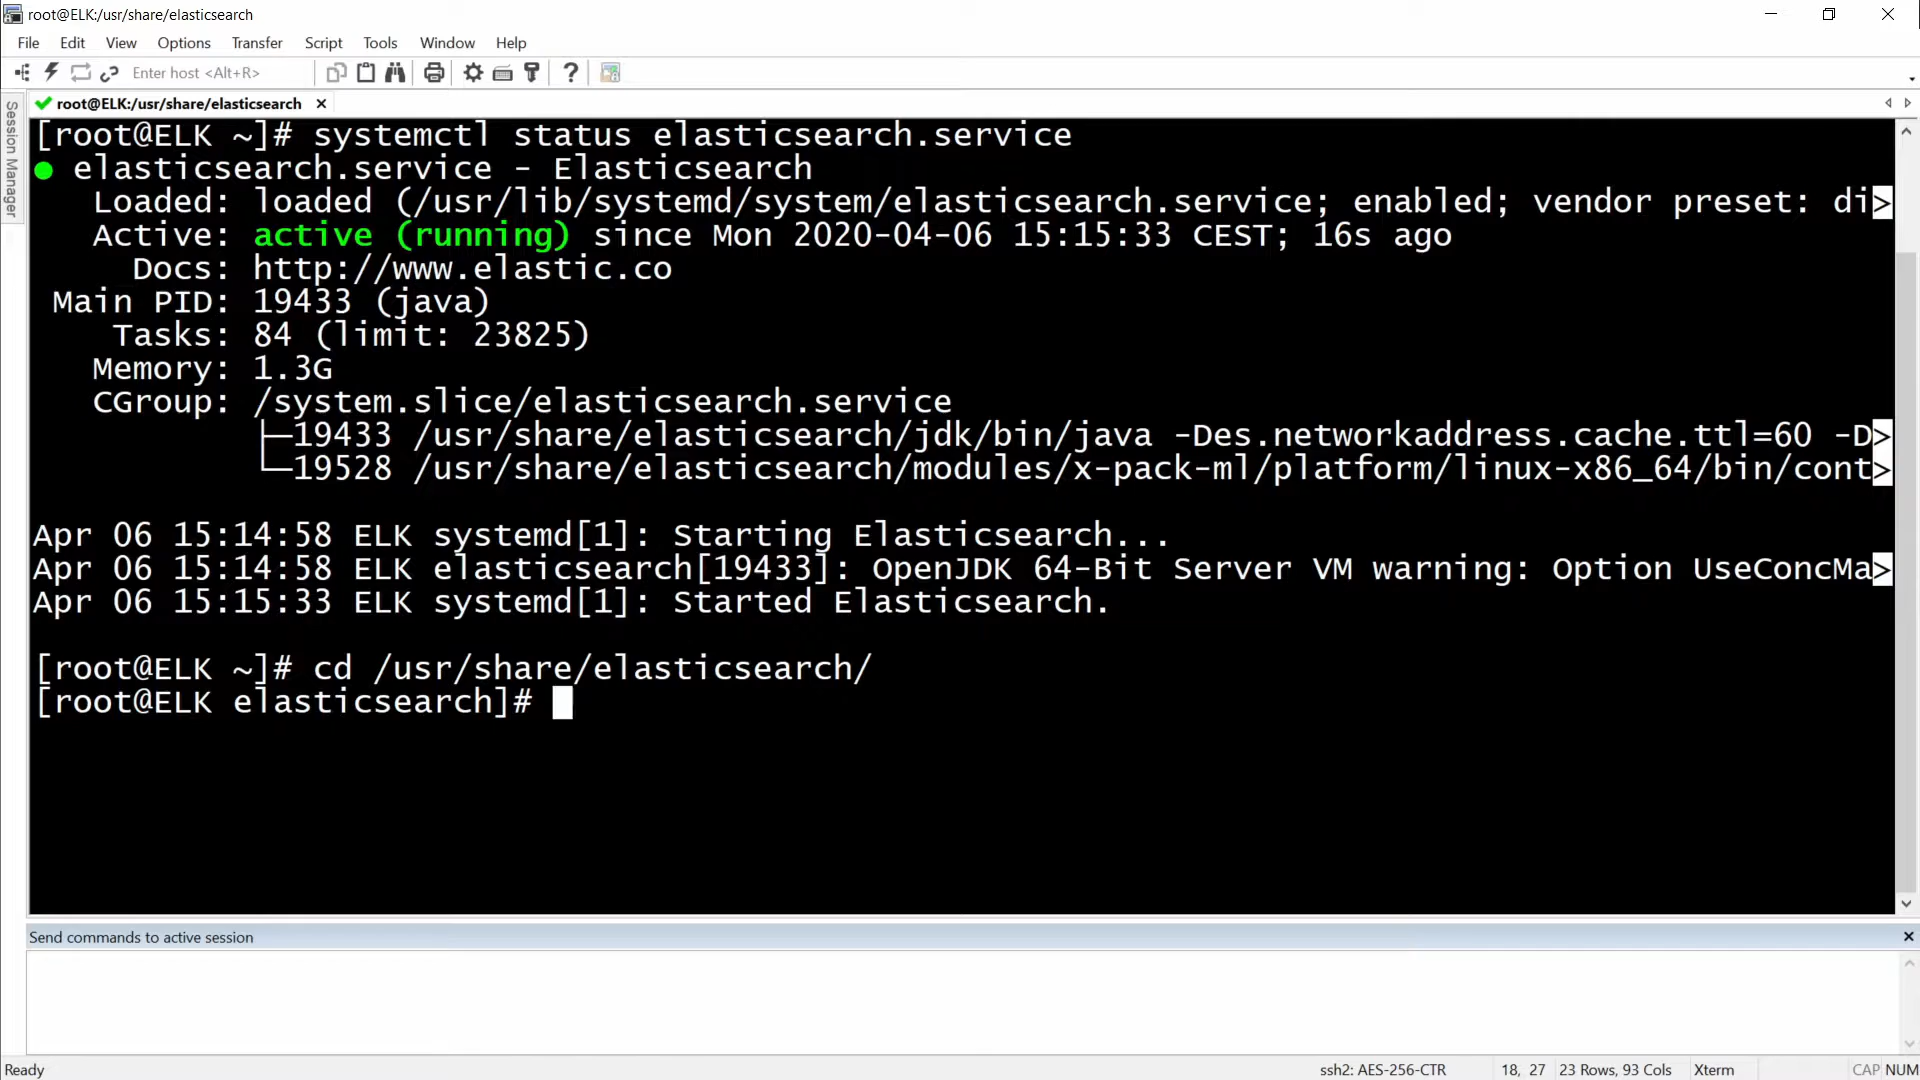 root@ELK:/usr/share/elasticsearch
File Edit View Options Transfer Script Tools Window Help
Enter host <Alt+R>
Session Manager
root@ELK:/usr/share/elasticsearch
[root@ELK ~]# systemctl status elasticsearch.service
● elasticsearch.service - Elasticsearch
Loaded: loaded (/usr/lib/systemd/system/elasticsearch.service; enabled; vendor preset: di>
Active: active (running) since Mon 2020-04-06 15:15:33 CEST; 16s ago
Docs: http://www.elastic.co
Main PID: 19433 (java)
Tasks: 84 (limit: 23825)
Memory: 1.3G
CGroup: /system.slice/elasticsearch.service
├─19433 /usr/share/elasticsearch/jdk/bin/java -Des.networkaddress.cache.ttl=60 -D>
└─19528 /usr/share/elasticsearch/modules/x-pack-ml/platform/linux-x86_64/bin/cont>
Apr 06 15:14:58 ELK systemd[1]: Starting Elasticsearch...
Apr 06 15:14:58 ELK elasticsearch[19433]: OpenJDK 64-Bit Server VM warning: Option UseConcMa>
Apr 06 15:15:33 ELK systemd[1]: Started Elasticsearch.
[root@ELK ~]# cd /usr/share/elasticsearch/
[root@ELK elasticsearch]#
Send commands to active session
Ready ssh2: AES-256-CTR 18, 27 23 Rows, 93 Cols Xterm CAP NUM